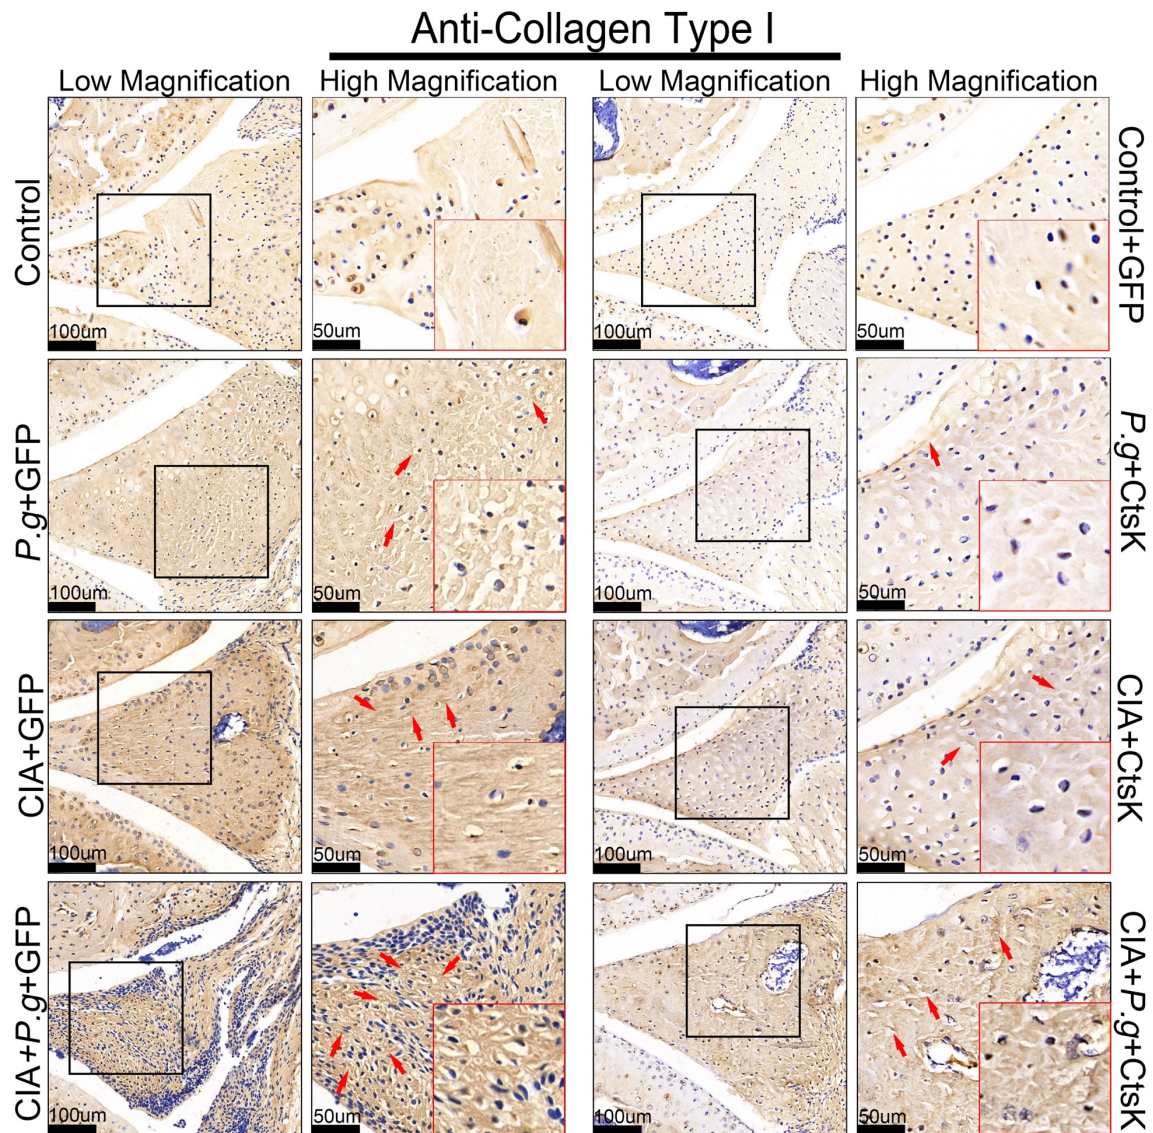 Anti-Collagen Type I
Low Magnification High Magnification Low Magnification High Magnification
Control
100um 50um 100um 50um
Control+GFP
P.g+GFP
100um 50um 100um 50um
P.g+CtsK
CIA+GFP
100um 50um 100um 50um
CIA+CtsK
CIA+P.g+GFP
100um 50um 100um 50um
CIA+P.g+CtsK